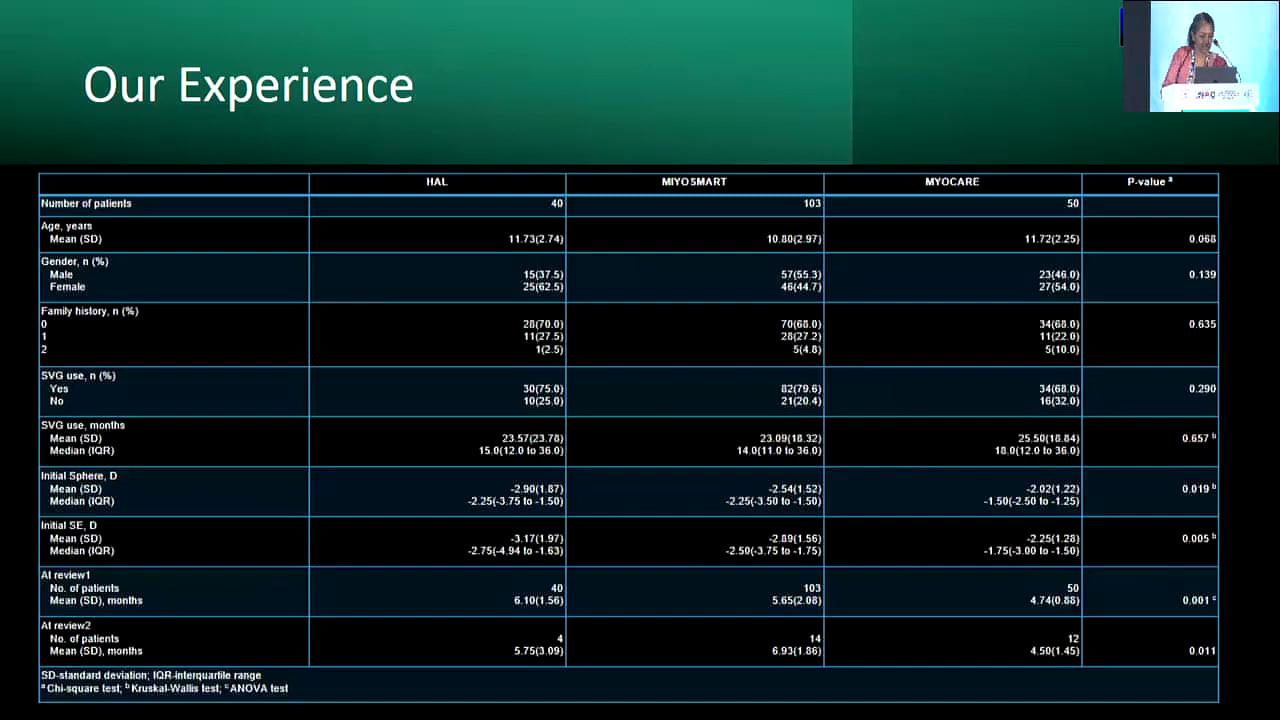 Our Experience
HAL MIYOSMART MYOCARE P-value a
Number of patients 40 103 50
Age, years
Mean (SD) 11.73(2.74) 10.80(2.97) 11.72(2.25) 0.068
Gender, n (%)
Male 15(37.5) 57(55.3) 23(46.0) 0.139
Female 25(62.5) 46(44.7) 27(54.0)
Family history, n (%)
0 28(70.0) 70(68.0) 34(68.0) 0.635
1 11(27.5) 28(27.2) 11(22.0)
2 1(2.5) 5(4.8) 5(10.0)
SVG use, n (%)
Yes 30(75.0) 82(79.6) 34(68.0) 0.290
No 10(25.0) 21(20.4) 16(32.0)
SVG use, months
Mean (SD) 23.57(23.78) 23.09(18.32) 25.50(18.84) 0.657 b
Median (IQR) 15.0(12.0 to 36.0) 14.0(11.0 to 36.0) 18.0(12.0 to 36.0)
Initial Sphere, D
Mean (SD) -2.90(1.87) -2.54(1.52) -2.02(1.22) 0.019 b
Median (IQR) -2.25(-3.75 to -1.50) -2.25(-3.50 to -1.50) -1.50(-2.50 to -1.25)
Initial SE, D
Mean (SD) -3.17(1.97) -2.89(1.56) -2.25(1.28) 0.005 b
Median (IQR) -2.75(-4.94 to -1.63) -2.50(-3.75 to -1.75) -1.75(-3.00 to -1.50)
At review1
No. of patients 40 103 50
Mean (SD), months 6.10(1.56) 5.65(2.08) 4.74(0.88) 0.001 c
At review2
No. of patients 4 14 12
Mean (SD), months 5.75(3.09) 6.93(1.86) 4.50(1.45) 0.011
SD-standard deviation; IQR-interquartile range
a Chi-square test; b Kruskal-Wallis test; c ANOVA test